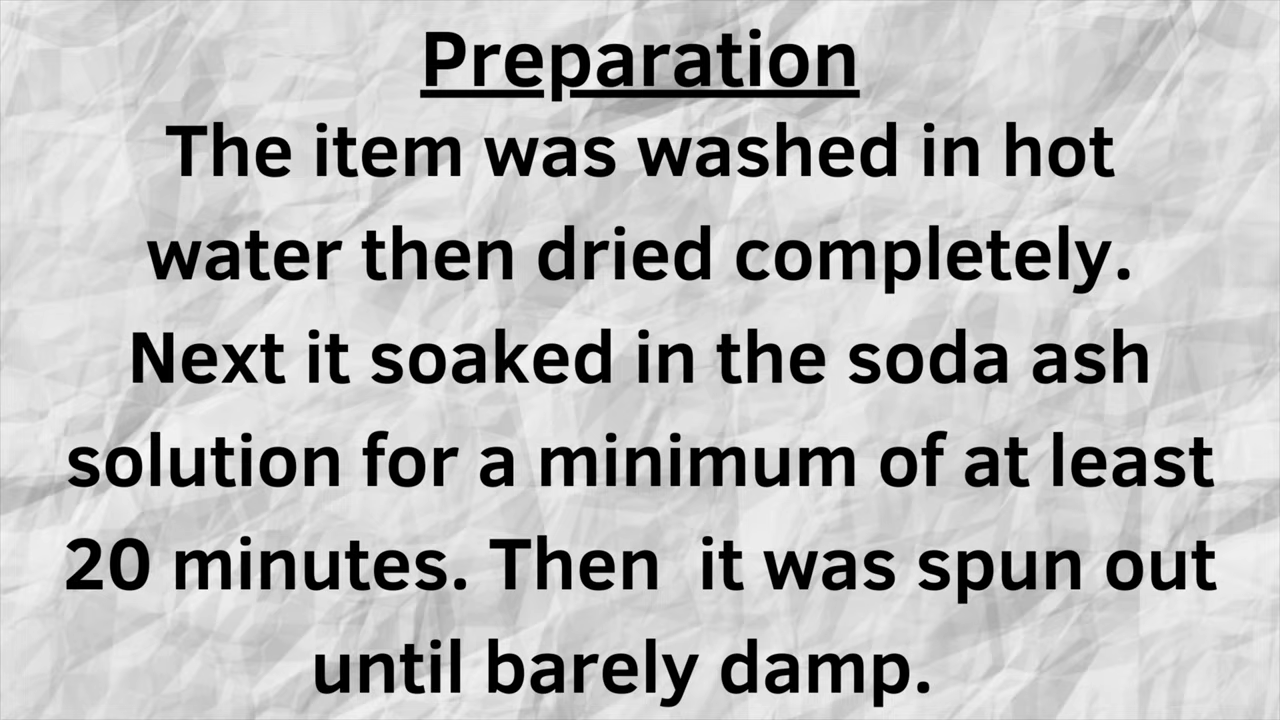 Preparation
The item was washed in hot
water then dried completely.
Next it soaked in the soda ash
solution for a minimum of at least
20 minutes. Then  it was spun out
until barely damp.